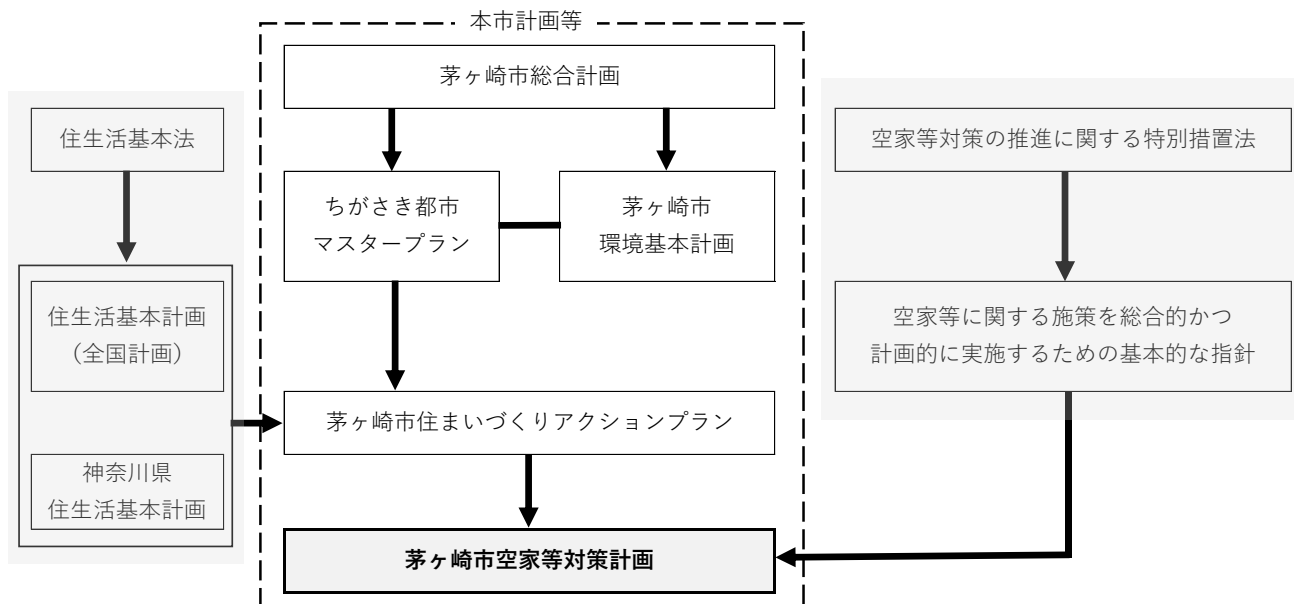 本市計画等
茅ヶ崎市総合計画
住生活基本法
空家等対策の推進に関する特別措置法
ちがさき都市
マスタープラン
茅ヶ崎市
環境基本計画
住生活基本計画
（全国計画）
空家等に関する施策を総合的かつ
計画的に実施するための基本的な指針
茅ヶ崎市住まいづくりアクションプラン
神奈川県
住生活基本計画
茅ヶ崎市空家等対策計画